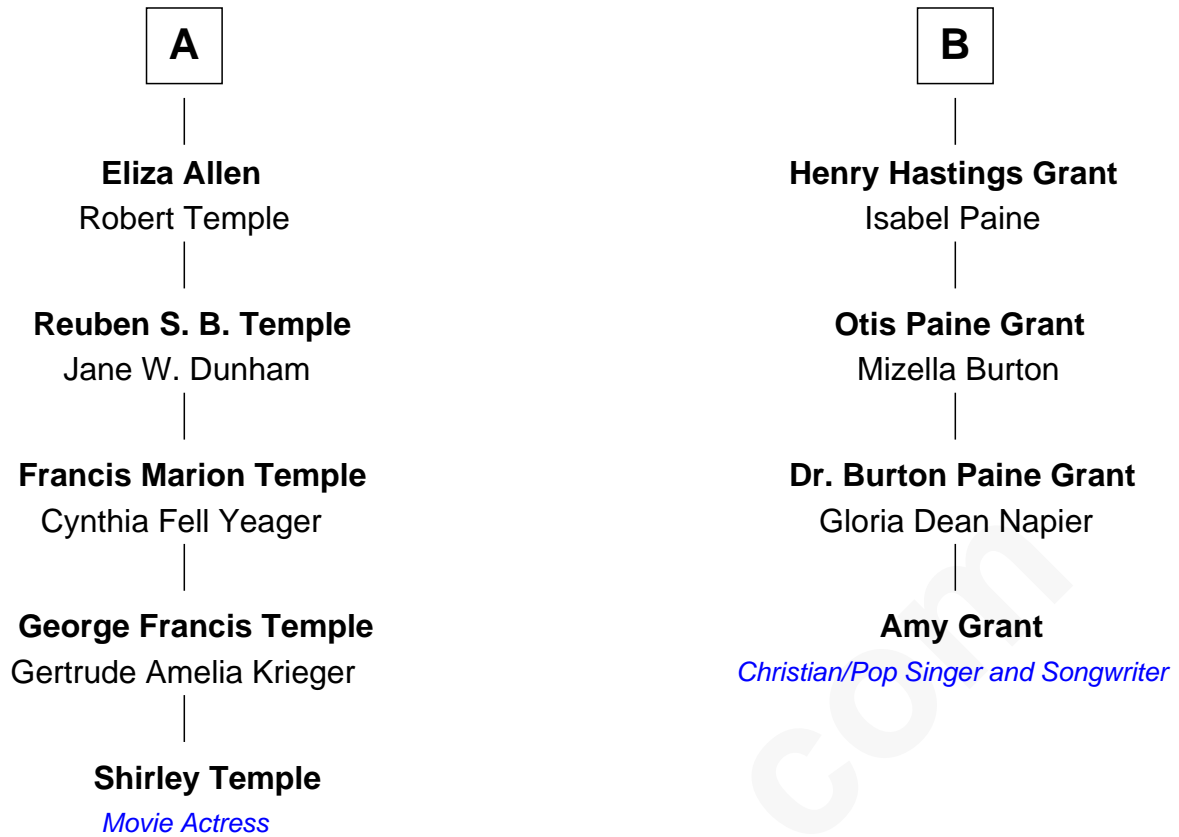 A
Eliza Allen
Robert Temple
Reuben S. B. Temple
Jane W. Dunham
Francis Marion Temple
Cynthia Fell Yeager
George Francis Temple
Gertrude Amelia Krieger
Shirley Temple
Movie Actress
B
Henry Hastings Grant
Isabel Paine
Otis Paine Grant
Mizella Burton
Dr. Burton Paine Grant
Gloria Dean Napier
Amy Grant
Christian/Pop Singer and Songwriter
com